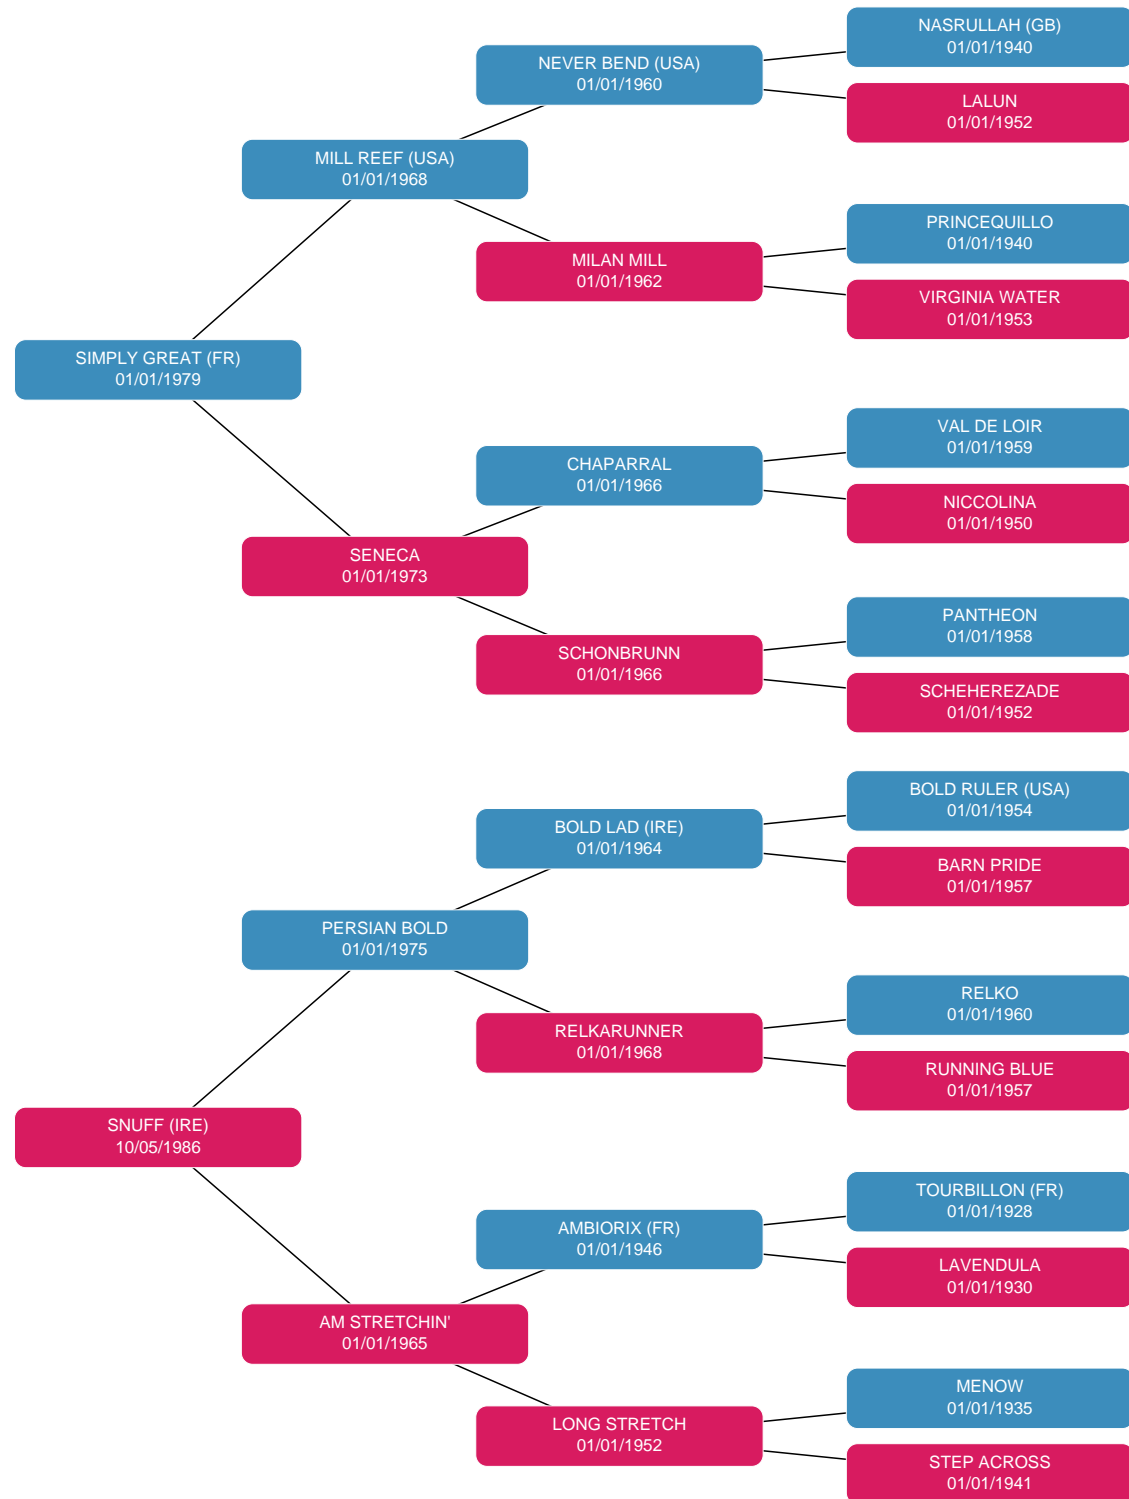 NASRULLAH (GB)
01/01/1940
NEVER BEND (USA)
01/01/1960
LALUN
01/01/1952
MILL REEF (USA)
01/01/1968
PRINCEQUILLO
01/01/1940
MILAN MILL
01/01/1962
VIRGINIA WATER
01/01/1953
SIMPLY GREAT (FR)
01/01/1979
VAL DE LOIR
01/01/1959
CHAPARRAL
01/01/1966
NICCOLINA
01/01/1950
SENECA
01/01/1973
PANTHEON
01/01/1958
SCHONBRUNN
01/01/1966
SCHEHEREZADE
01/01/1952
BOLD RULER (USA)
01/01/1954
BOLD LAD (IRE)
01/01/1964
BARN PRIDE
01/01/1957
PERSIAN BOLD
01/01/1975
RELKO
01/01/1960
RELKARUNNER
01/01/1968
RUNNING BLUE
01/01/1957
SNUFF (IRE)
10/05/1986
TOURBILLON (FR)
01/01/1928
AMBIORIX (FR)
01/01/1946
LAVENDULA
01/01/1930
AM STRETCHIN'
01/01/1965
MENOW
01/01/1935
LONG STRETCH
01/01/1952
STEP ACROSS
01/01/1941